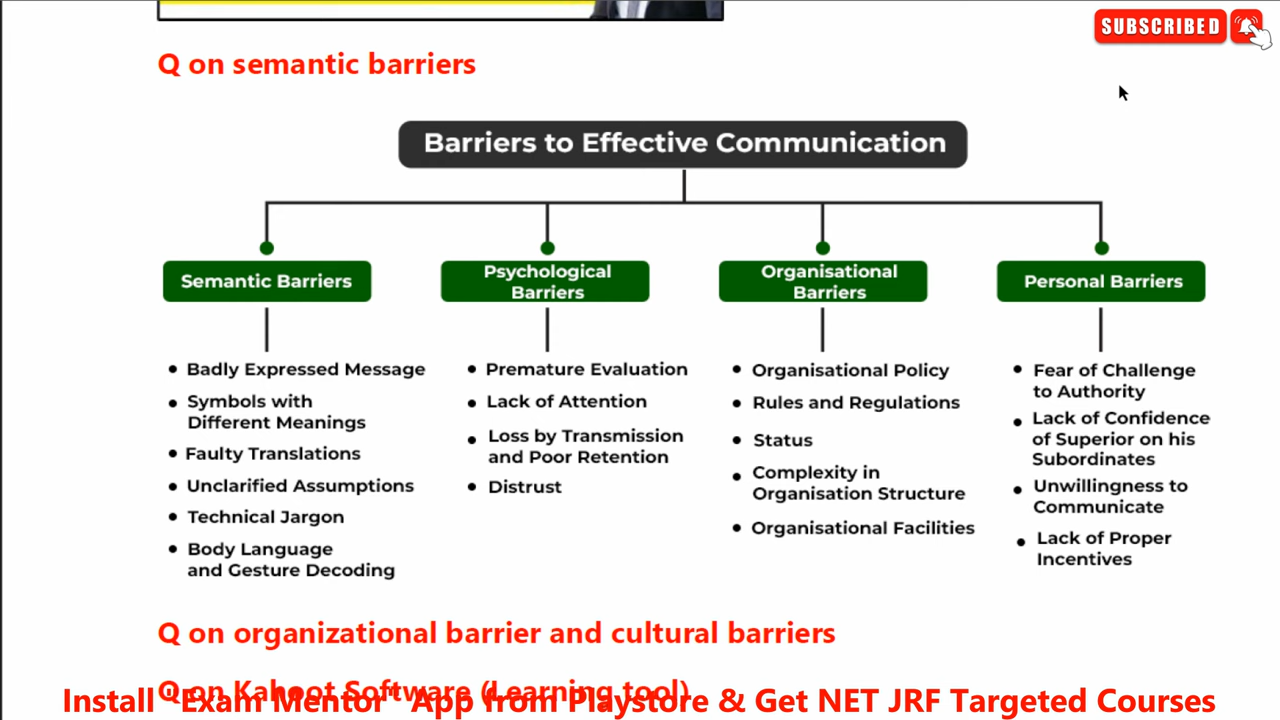 SUBSCRIBED
Q on semantic barriers
Barriers to Effective Communication
Semantic Barriers
• Badly Expressed Message
• Symbols with
Different Meanings
• Faulty Translations
• Unclarified Assumptions
• Technical Jargon
• Body Language
and Gesture Decoding
Psychological
Barriers
• Premature Evaluation
• Lack of Attention
• Loss by Transmission
and Poor Retention
• Distrust
Organisational
Barriers
• Organisational Policy
• Rules and Regulations
• Status
• Complexity in
Organisation Structure
• Organisational Facilities
Personal Barriers
• Fear of Challenge
to Authority
• Lack of Confidence
of Superior on his
Subordinates
• Unwillingness to
Communicate
• Lack of Proper
Incentives
Q on organizational barrier and cultural barriers
Q on Kahoot Software (Learning tool)
Install "Exam Mentor" App from Playstore & Get NET JRF Targeted Courses